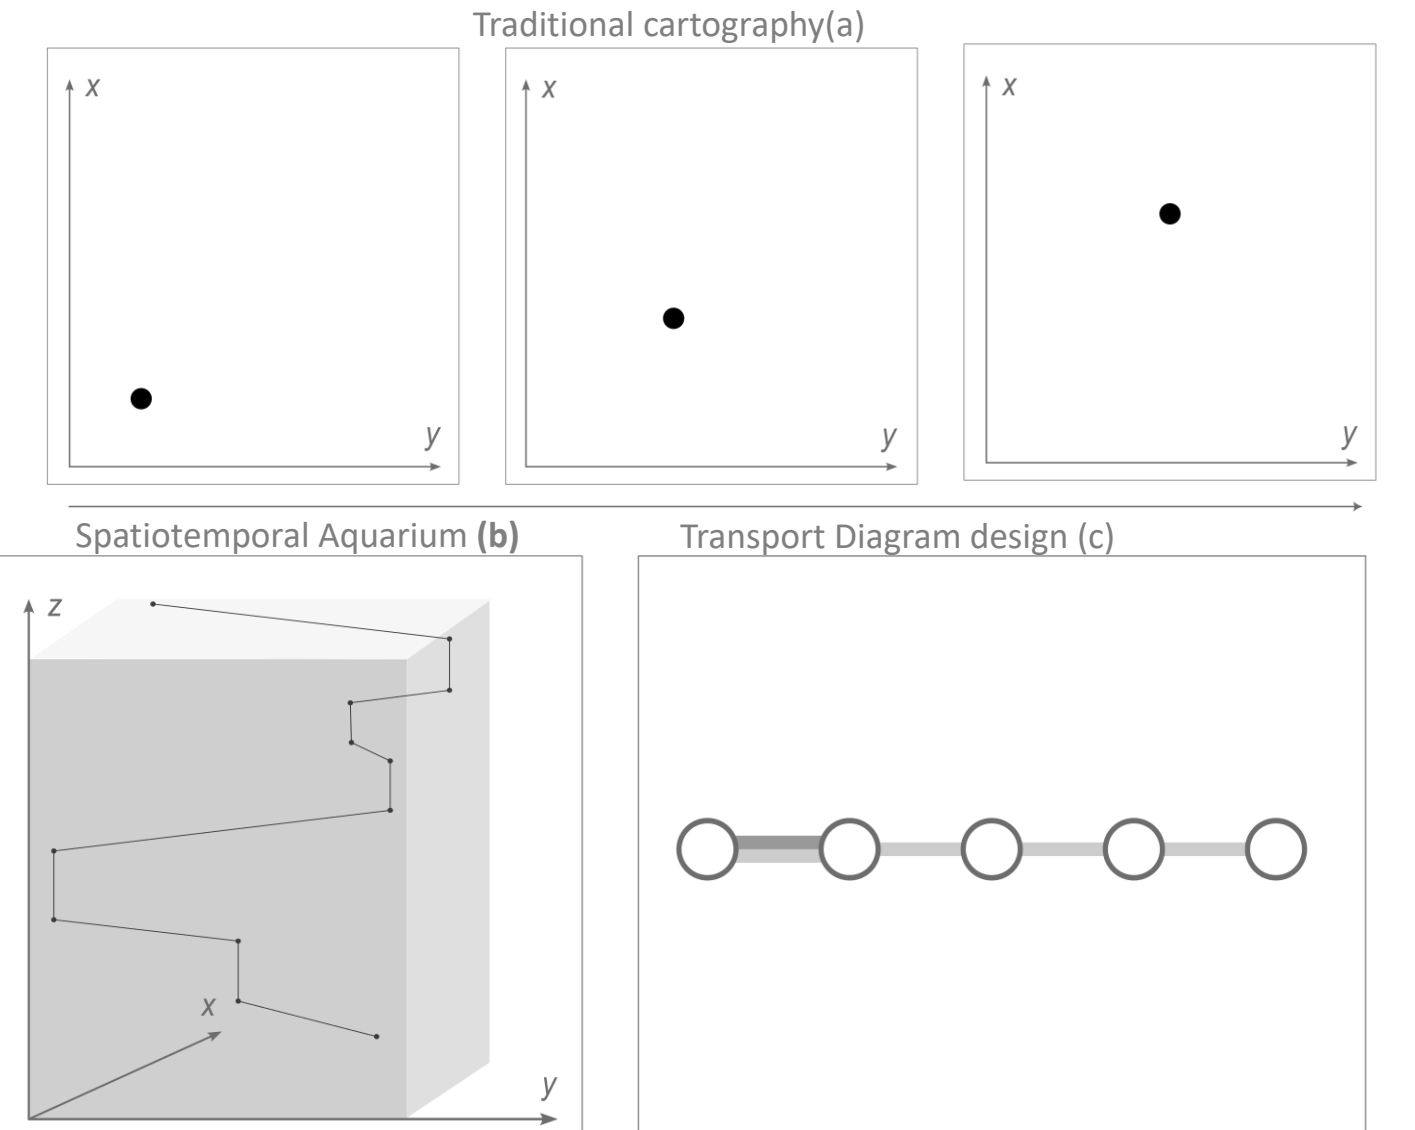 Traditional cartography(a)
x
y
x
y
x
y
Spatiotemporal Aquarium (b)
z
x
y
Transport Diagram design (c)